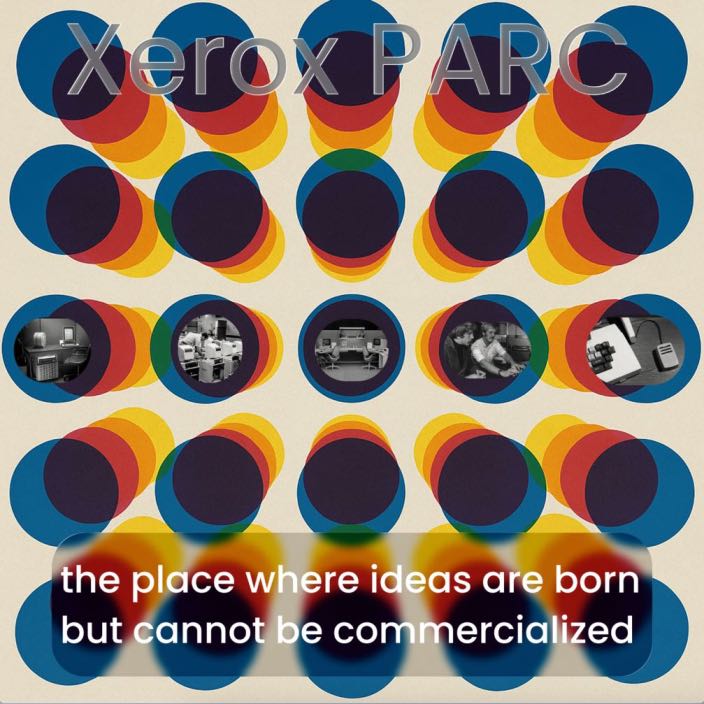 Xerox PARC
the place where ideas are born
but cannot be commercialized